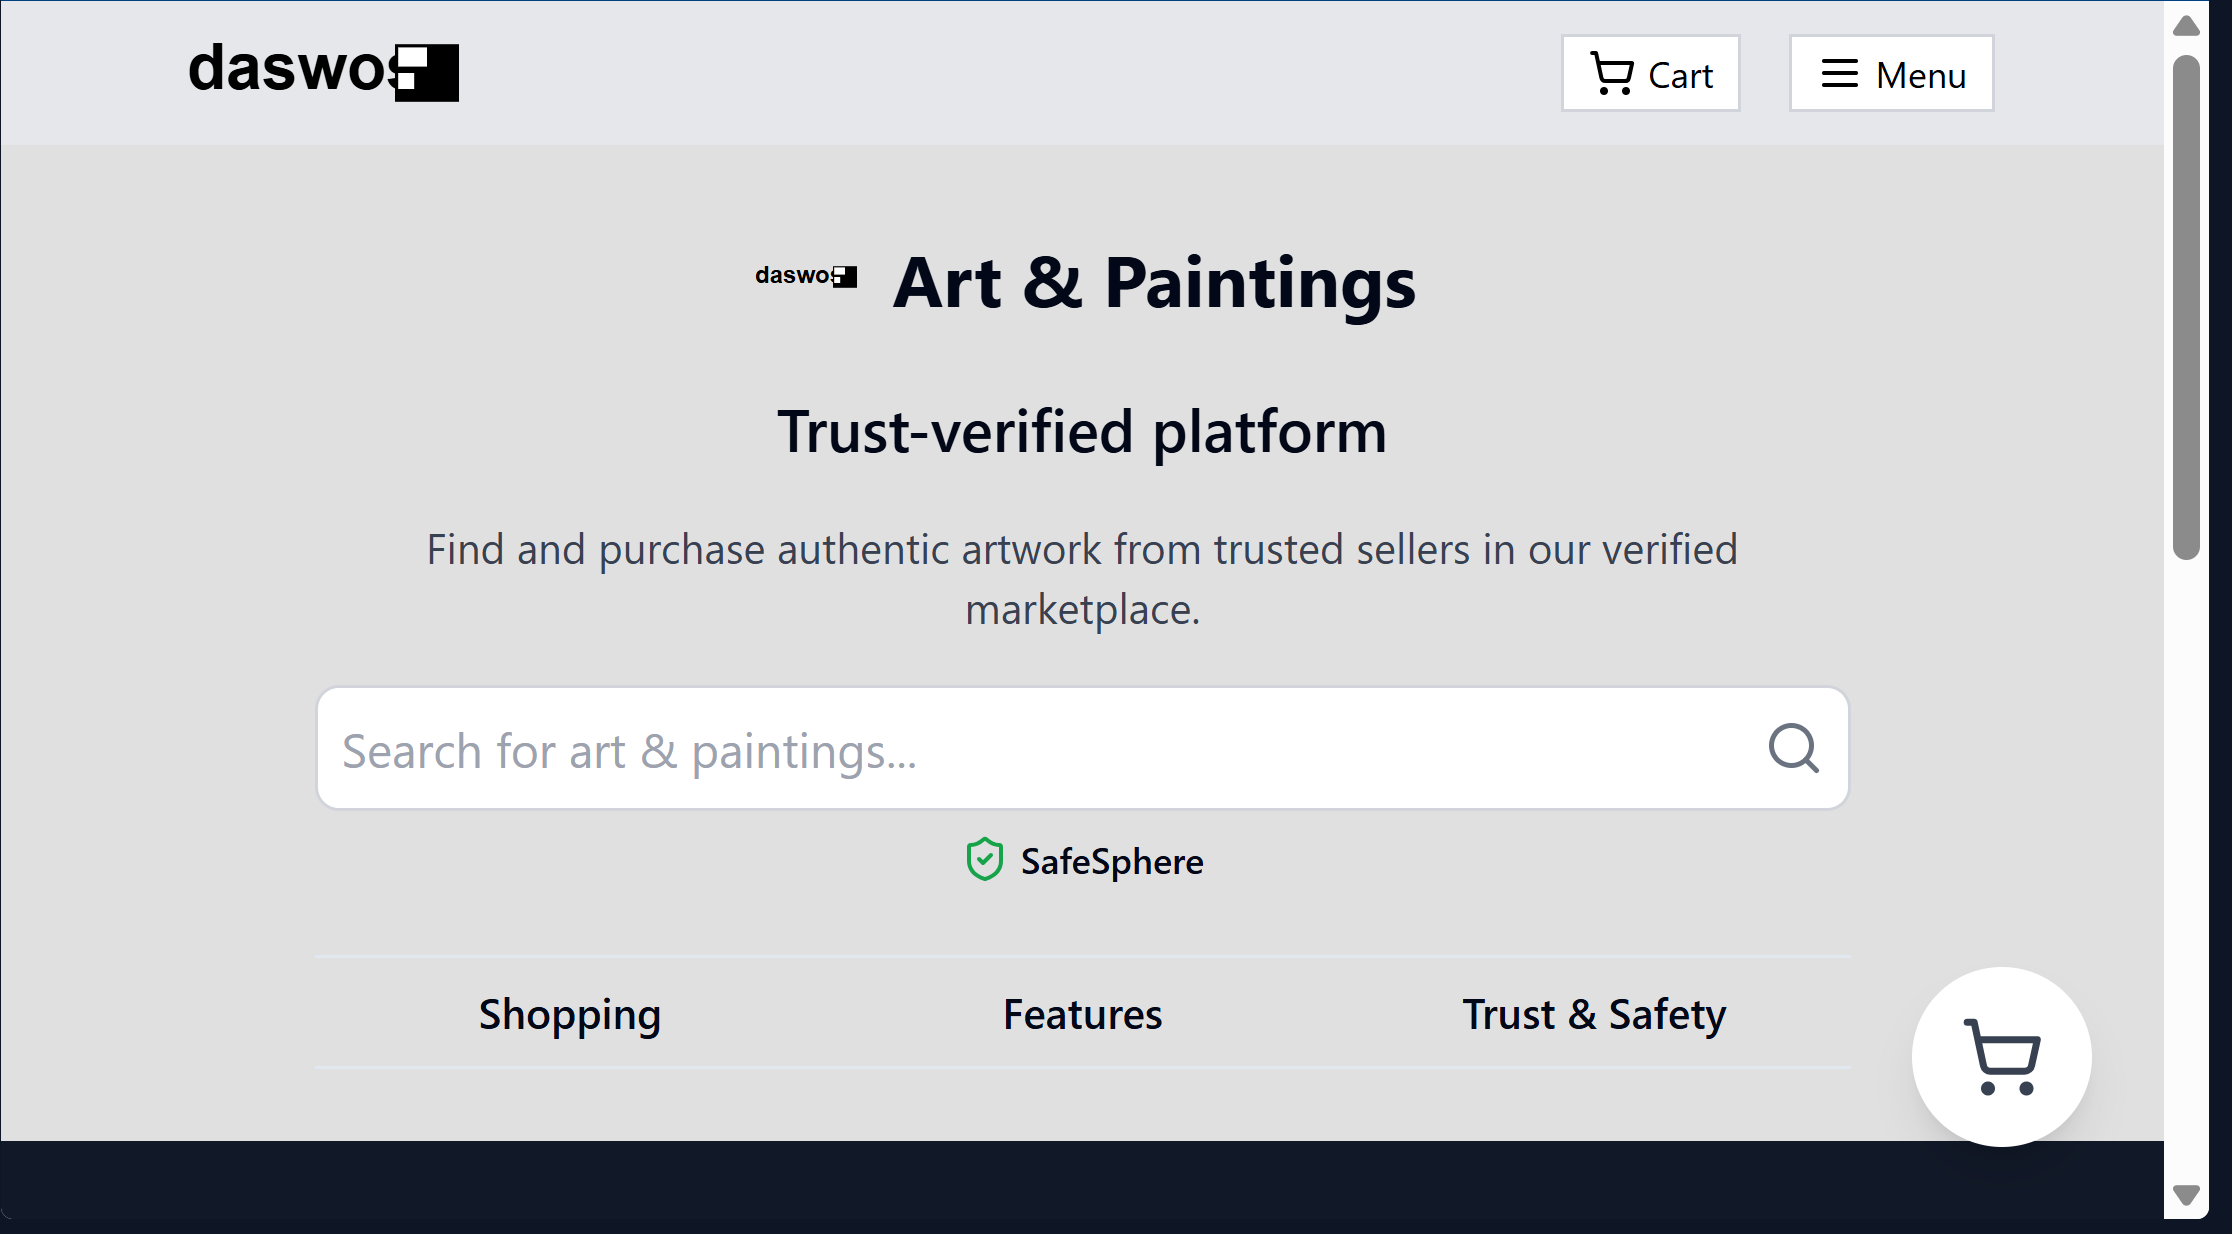 daswos
Cart
Menu
daswos
Art & Paintings
Trust-verified platform
Find and purchase authentic artwork from trusted sellers in our verified
marketplace.
Search for art & paintings...
SafeSphere
Shopping
Features
Trust & Safety